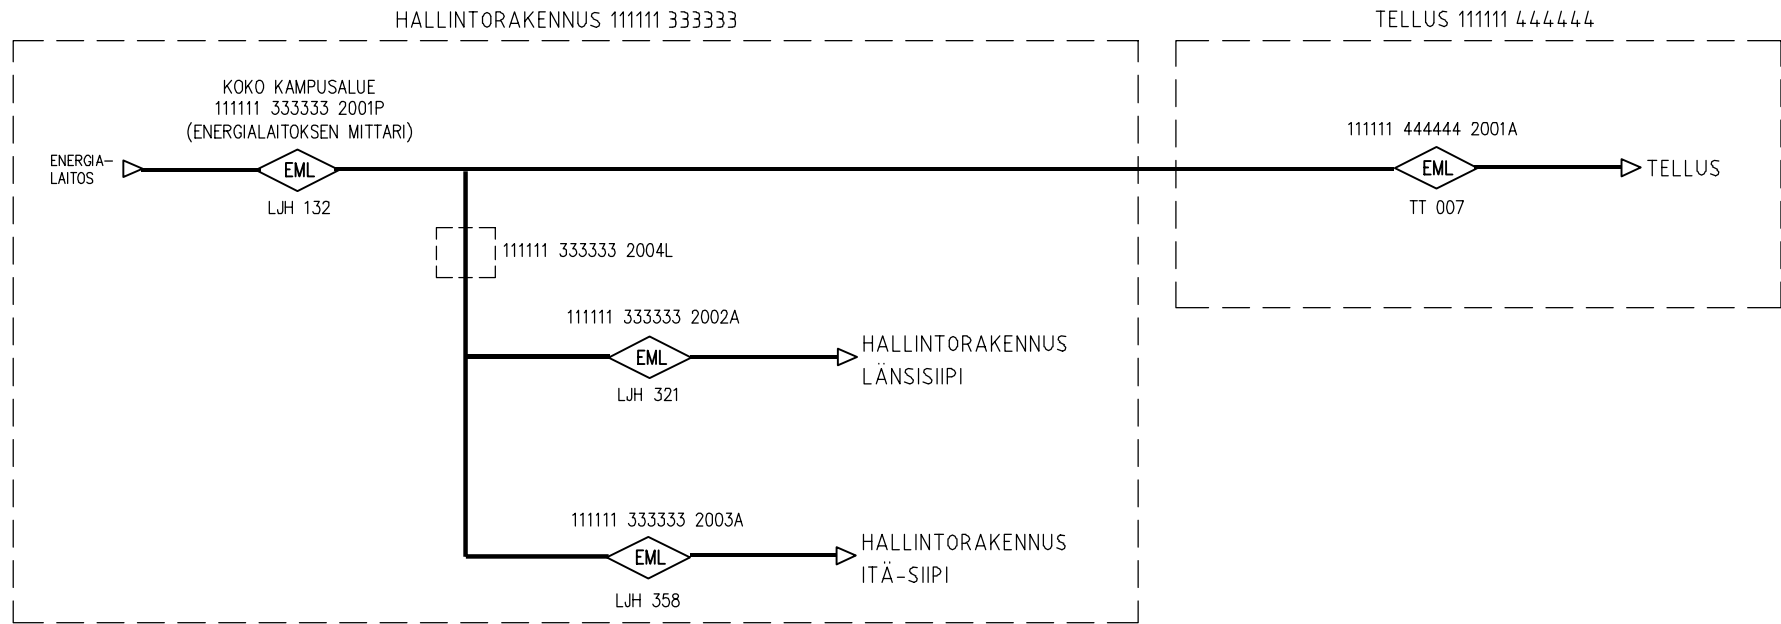 HALLINTORAKENNUS 111111 333333
TELLUS 111111 444444
KOKO KAMPUSALUE
111111 333333 2001P
(ENERGIALAITOKSEN MITTARI)
ENERGIA-
LAITOS
EML
LJH 132
111111 444444 2001A
EML
TELLUS
TT 007
111111 333333 2004L
111111 333333 2002A
EML
LJH 321
HALLINTORAKENNUS
LÄNSISIIPI
111111 333333 2003A
EML
LJH 358
HALLINTORAKENNUS
ITÄ-SIIPI